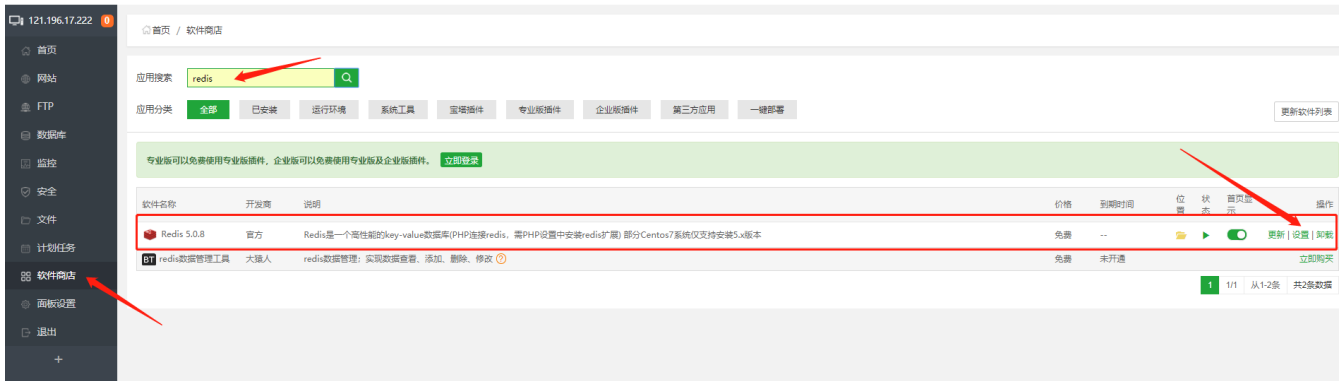 121.196.17.222 0
首页
网站
FTP
数据库
监控
安全
文件
计划任务
软件商店
面板设置
退出
+
首页 / 软件商店
应用搜索 redis
应用分类 全部 已安装 运行环境 系统工具 宝塔插件 专业版插件 企业版插件 第三方应用 一键部署 更新软件列表
专业版可以免费使用专业版插件，企业版可以免费使用专业版及企业版插件。 立即登录
软件名称 开发商 说明 价格 到期时间 位置 状态 首页显示 操作
Redis 5.0.8 官方 Redis是一个高性能的key-value数据库(PHP连接redis，需PHP设置中安装redis扩展) 部分Centos7系统仅支持安装5.x版本 免费 -- 更新 | 设置 | 卸载
BT redis数据管理工具 大猿人 redis数据管理：实现数据查看、添加、删除、修改 ? 免费 未开通 立即购买
1 1/1 从1-2条 共2条数据